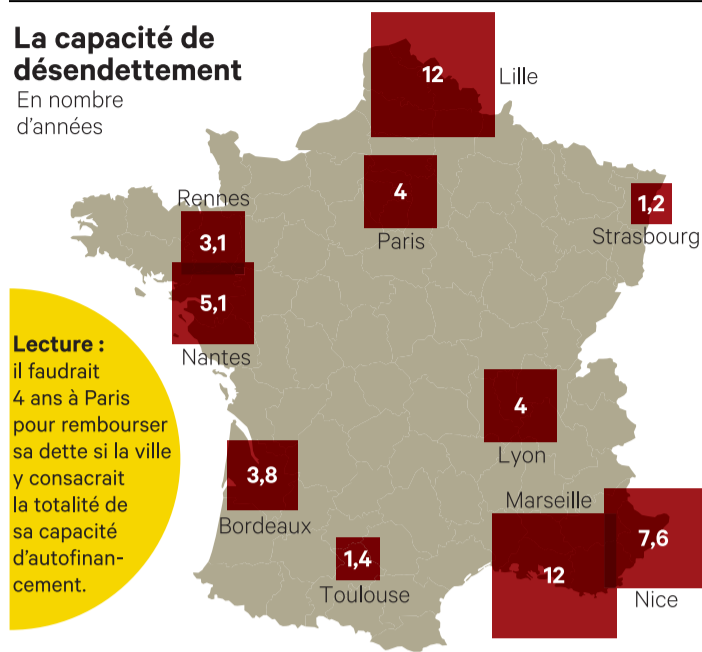 La capacité de
désendettement
En nombre
d'années
12
Lille
4
Paris
1,2
Strasbourg
Rennes
3,1
5,1
Nantes
Lecture :
il faudrait
4 ans à Paris
pour rembourser
sa dette si la ville
y consacrait
la totalité de
sa capacité
d'autofinan-
cement.
4
Lyon
3,8
Bordeaux
Marseille
12
7,6
Nice
1,4
Toulouse